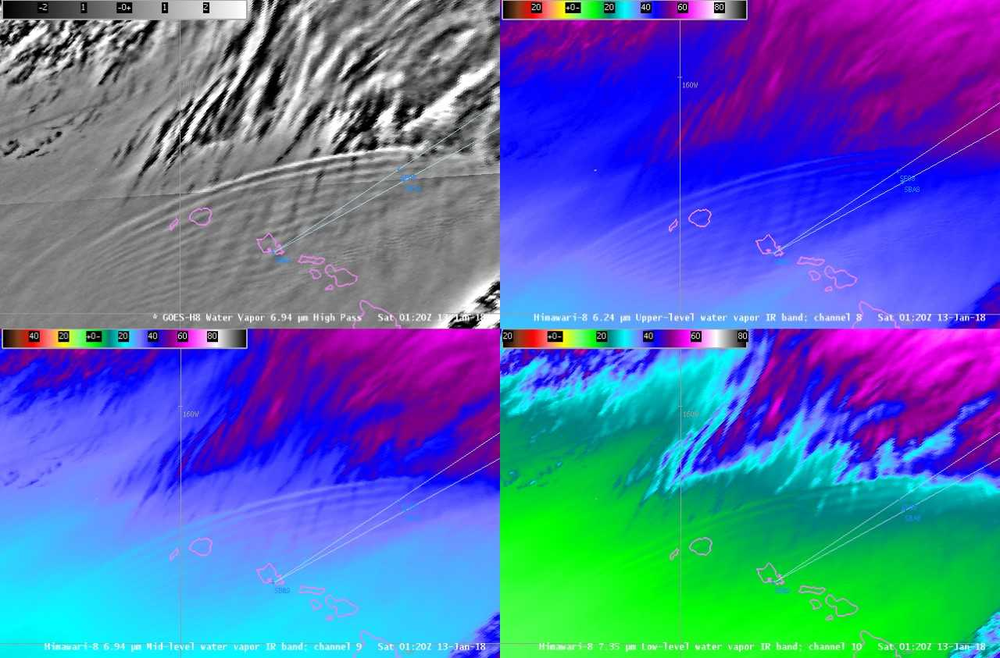 -2 1 -0+ 1 2
* GOES-H8 Water Vapor 6.94 µm High Pass Sat 01:20Z 13-Jan-18
20 +0- 20 40 60 80
160W
SBA8
Himawari-8 6.24 µm Upper-level water vapor IR band; channel 8 Sat 01:20Z 13-Jan-18
40 20 +0- 20 40 60 80
160W
Himawari-8 6.94 µm Mid-level water vapor IR band; channel 9 Sat 01:20Z 13-Jan-18
20 +0- 20 40 60 80
160W
Himawari-8 7.35 µm Low-level water vapor IR band; channel 10 Sat 01:20Z 13-Jan-18